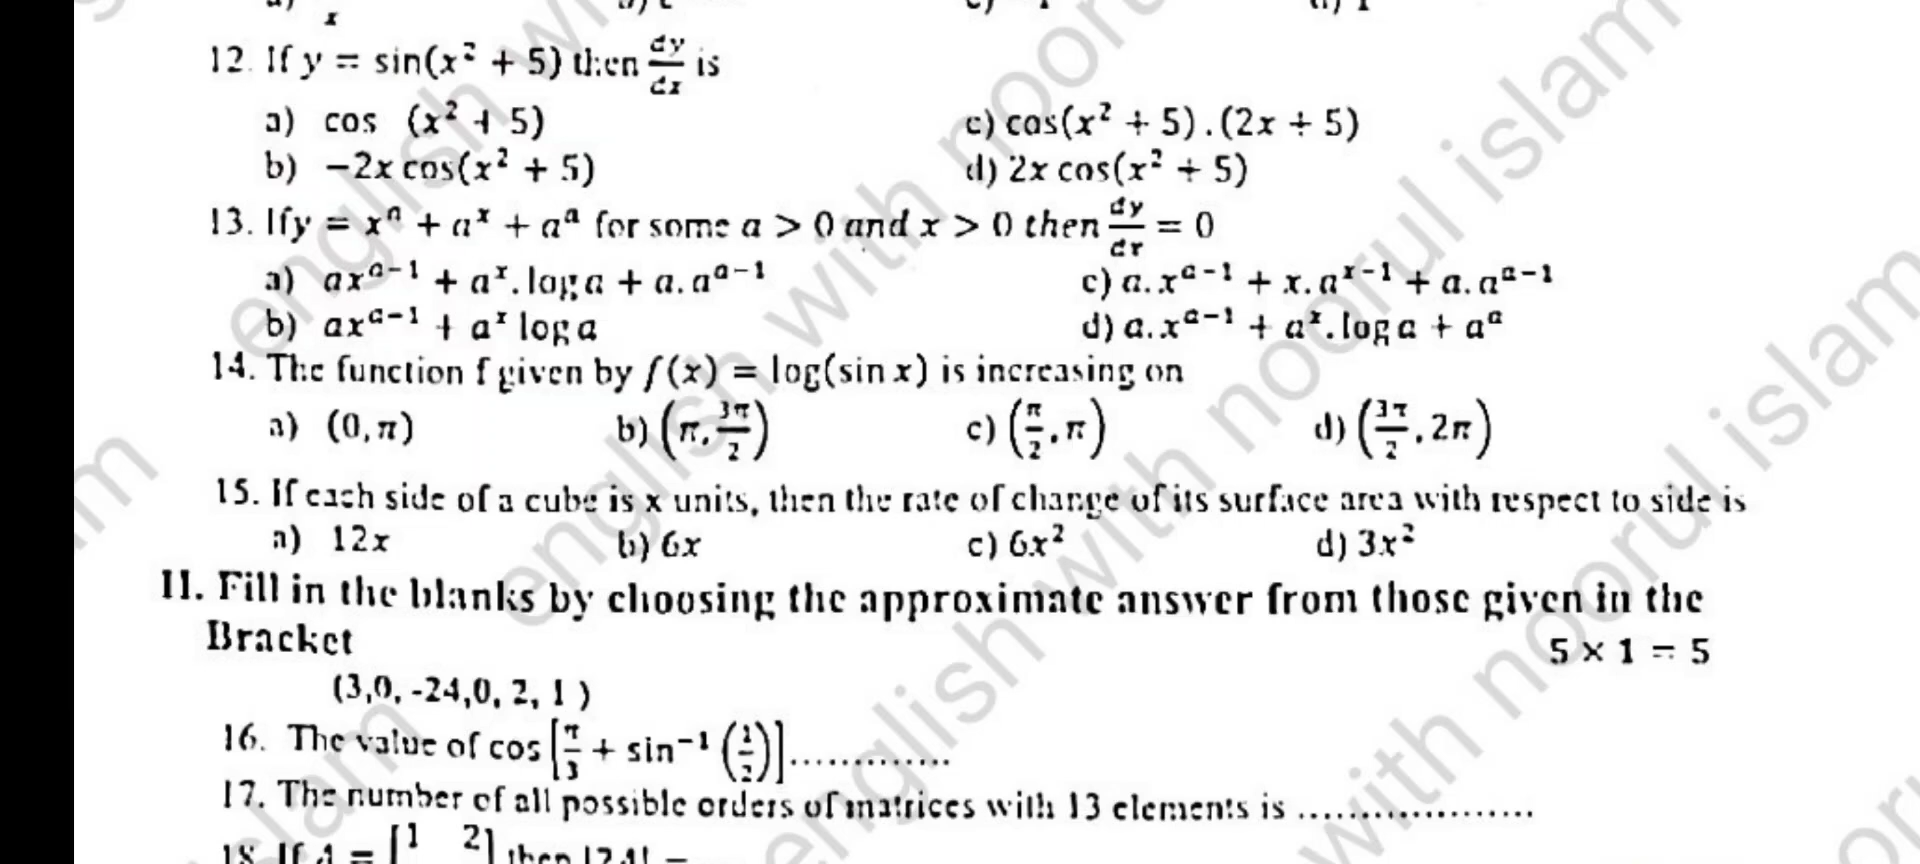 12. If y = sin(x² + 5) then dy/dx is
a) cos (x² + 5)
c) cos(x² + 5).(2x + 5)
b) −2x cos(x² + 5)
d) 2x cos(x² + 5)
13. Ify = xᵃ + aˣ + aᵃ for some a > 0 and x > 0 then dy/dx = 0
a) axᵃ⁻¹ + aˣ.log a + a.aᵃ⁻¹
c) a.xᵃ⁻¹ + x.aˣ⁻¹ + a.aᵃ⁻¹
b) axᵃ⁻¹ + aˣ log a
d) a.xᵃ⁻¹ + aˣ.log a + aᵃ
14. The function f given by f(x) = log(sin x) is increasing on
a) (0, π) b) (π, 3π/2) c) (π/2, π) d) (3π/2, 2π)
15. If each side of a cube is x units, then the rate of change of its surface area with respect to side is
a) 12x b) 6x c) 6x² d) 3x²
II. Fill in the blanks by choosing the approximate answer from those given in the
Bracket
5 × 1 = 5
(3,0, -24,0, 2, 1 )
16. The value of cos [π/3 + sin⁻¹ (1/2)].............
17. The number of all possible orders of matrices with 13 elements is ...................
18. If A = [1 2] then |2A| =
english with noorul islam
english with noorul islam
english with noorul islam